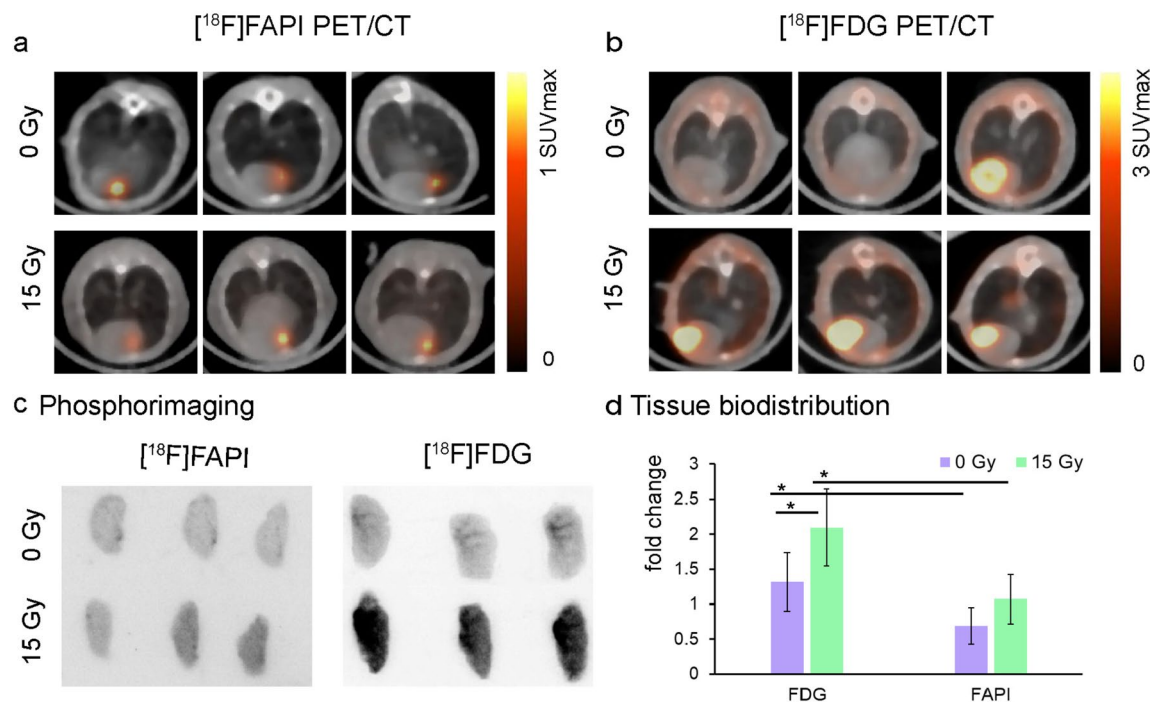 a
[¹⁸F]FAPI PET/CT
0 Gy
15 Gy
1 SUVmax
0
b
[¹⁸F]FDG PET/CT
0 Gy
15 Gy
3 SUVmax
0
c Phosphorimaging
[¹⁸F]FAPI
[¹⁸F]FDG
0 Gy
15 Gy
d Tissue biodistribution
0 Gy 15 Gy
fold change
3
2.5
2
1.5
1
0.5
0
*
*
*
FDG FAPI